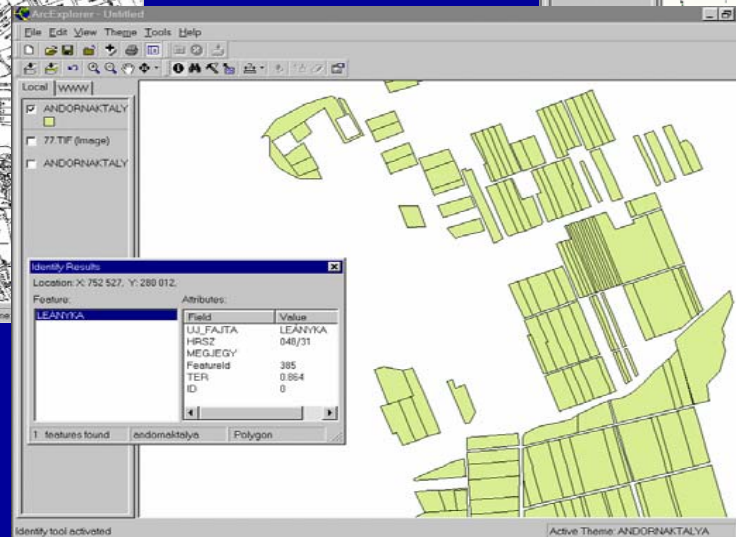 ArcExplorer - Untitled
File Edit View Theme Tools Help
Local WWW
ANDORNAKTALY
77.TIF (Image)
ANDORNAKTALY
Identify Results
Location: X: 752 527, Y: 280 012,
Feature: Attributes:
LEANYKA
Field Value
UJ_FAJTA LEÁNYKA
HRSZ 048/31
MEGJEGY
FeatureId 385
TER 0.864
ID 0
1 features found andornaktalya Polygon
Identify tool activated Active Theme: ANDORNAKTALYA